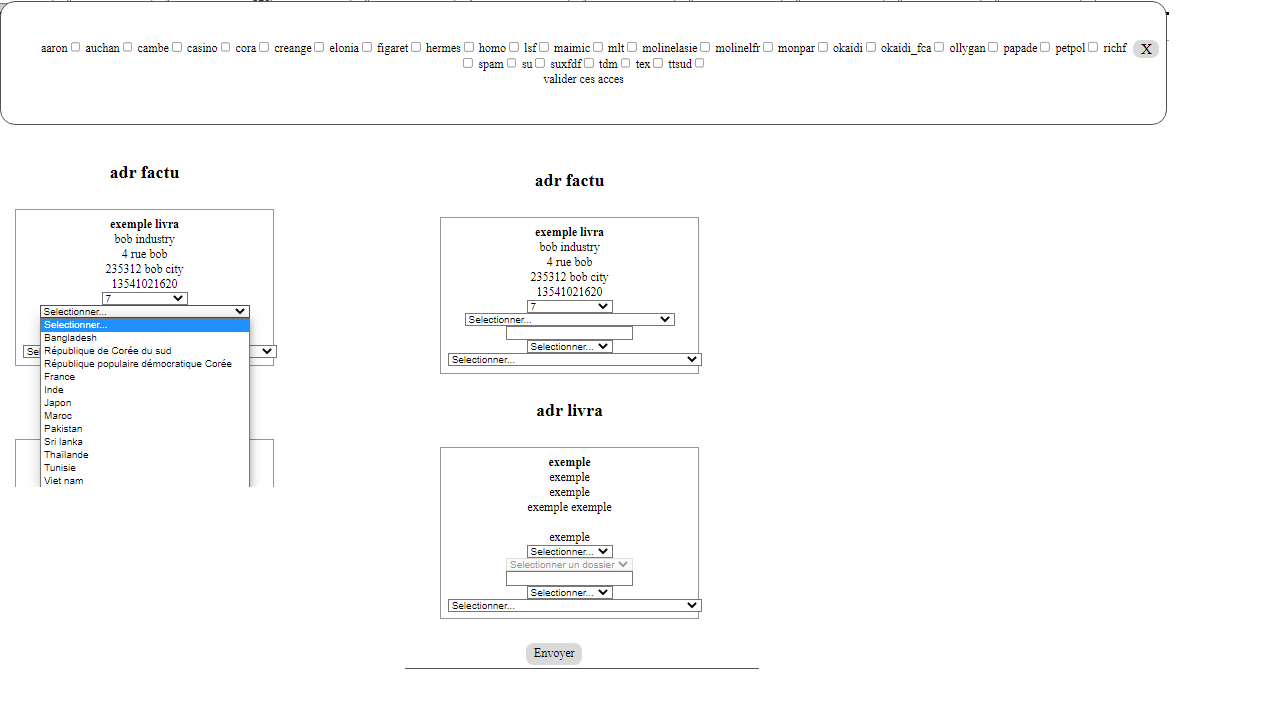 aaron auchan cambe casino cora creange elonia figaret hermes homo lsf maimic mlt molinelasie molinelfr monpar okaidi okaidi_fca ollygan papade petpol richf X
spam su suxfdf tdm tex ttsud
valider ces acces
adr factu
exemple livra
bob industry
4 rue bob
235312 bob city
13541021620
7
Selectionner...
Selectionner...
Bangladesh
République de Corée du sud
République populaire démocratique Corée
France
Inde
Japon
Maroc
Pakistan
Sri lanka
Thaïlande
Tunisie
Viet nam
adr factu
exemple livra
bob industry
4 rue bob
235312 bob city
13541021620
7
Selectionner...
Selectionner...
Selectionner...
adr livra
exemple
exemple
exemple
exemple exemple
exemple
Selectionner...
Selectionner un dossier
Selectionner...
Selectionner...
Envoyer